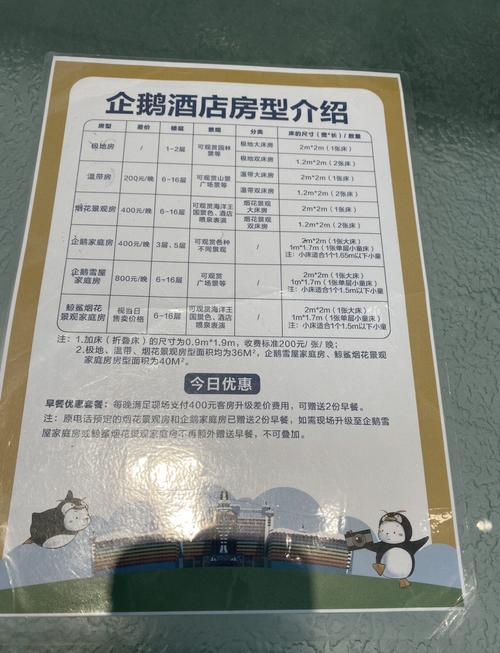 企鹅酒店房型介绍
房型 差价 楼层 景观 分类 床的尺寸(宽*长)/数量
极地房 / 1-2层 可观赏园林景等 极地大床房 2m*2m(1张床)
极地双床房 1.2m*2m(2张床)
温带房 200元/晚 6-16层 可观赏山景广场景等 温带大床房 2m*2m(1张床)
温带双床房 1.2m*2m(2张床)
烟花景观房 400元/晚 6-16层 可观赏海洋王国景色、酒店喷泉表演 烟花景观大床房 2m*2m(1张床)
烟花景观双床房 1.2m*2m(2张床)
企鹅家庭房 400元/晚 3层、5层 可观赏各种不同景观 / 2m*2m(1张大床)
1m*1.7m(1张单层小童床)
注:小床适合1个1.65m以下小童
企鹅雪屋家庭房 800元/晚 6-16层 可观赏广场景等 / 2m*2m(1张大床)
1m*1.7m(1张单层小童床)
注:小床适合1个1.5m以下小童
鲸鲨烟花景观家庭房 视当日售卖价格 6-16层 可观赏海洋王国景、酒店喷泉表演等 / 2m*2m(1张大床)
1m*1.7m(1张单层小童床)
注:小床适合1个1.5m以下小童
注:1.加床(折叠床)的尺寸为0.9m*1.9m,收费标准200元/张/晚;
2.极地、温带、烟花景观房型面积均为36M²,企鹅雪屋家庭房、鲸鲨烟花景观
家庭房房型面积为40M²。
今日优惠
早餐优惠套餐:每晚满足现场支付400元客房升级差价费用,可赠送2份早餐。
注:原电话预定的烟花景观房和企鹅家庭房已赠送2份早餐,如需现场升级至企鹅雪
屋家庭房或鲸鲨烟花景观家庭房不再额外赠送早餐,不可叠加。